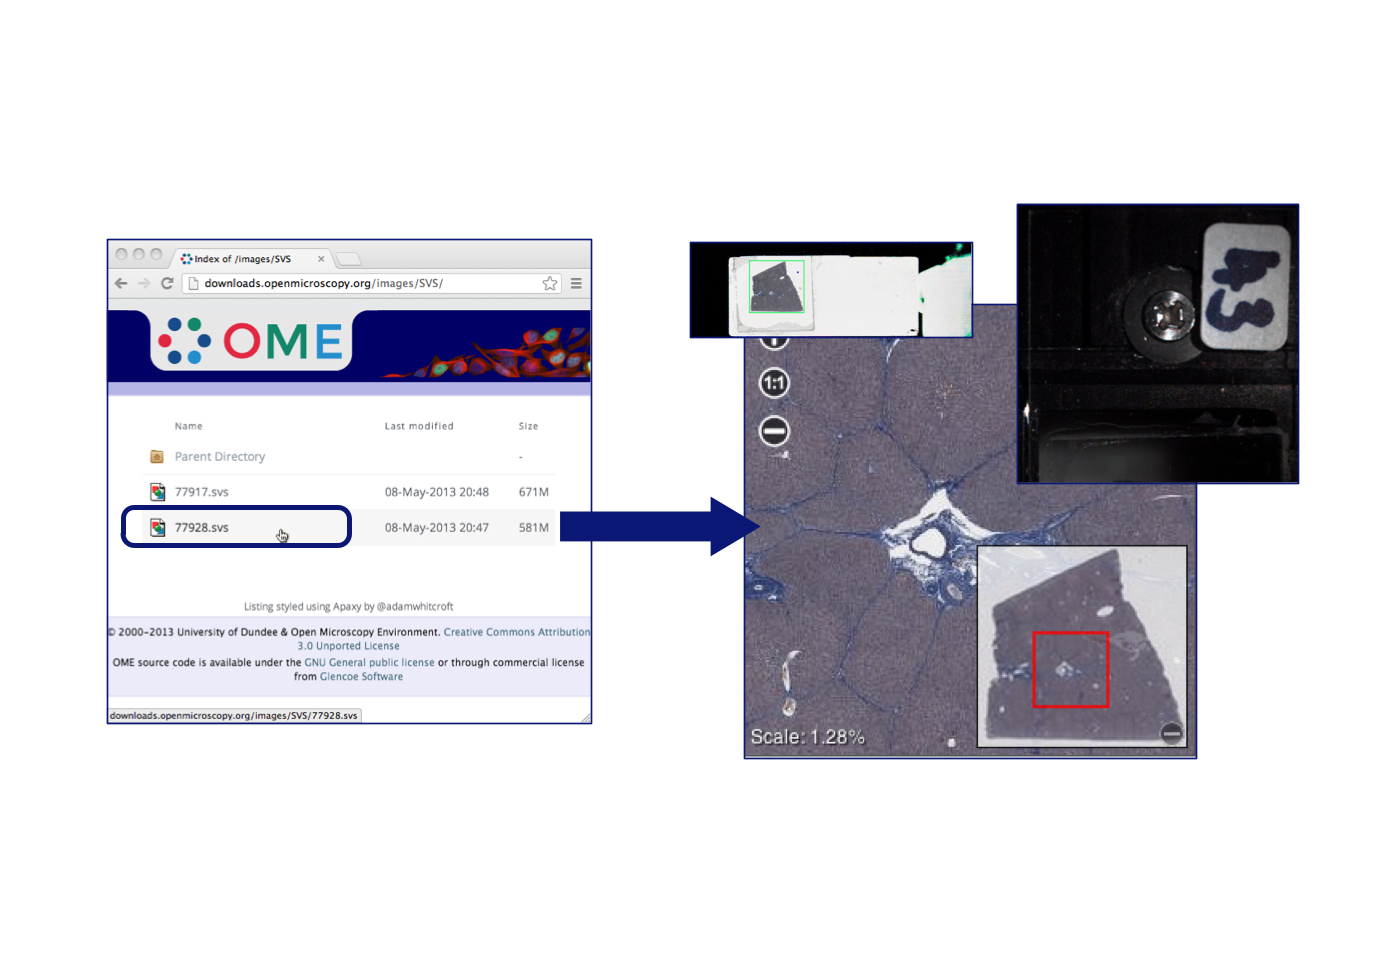 Index of /images/SVS
downloads.openmicroscopy.org/images/SVS/
OME
Name Last modified Size
Parent Directory -
77917.svs 08-May-2013 20:48 671M
77928.svs 08-May-2013 20:47 581M
Listing styled using Apaxy by @adamwhitcroft
© 2000-2013 University of Dundee & Open Microscopy Environment. Creative Commons Attribution
3.0 Unported License
OME source code is available under the GNU General public license or through commercial license
from Glencoe Software
downloads.openmicroscopy.org/images/SVS/77928.svs
1:1
Scale: 1.28%